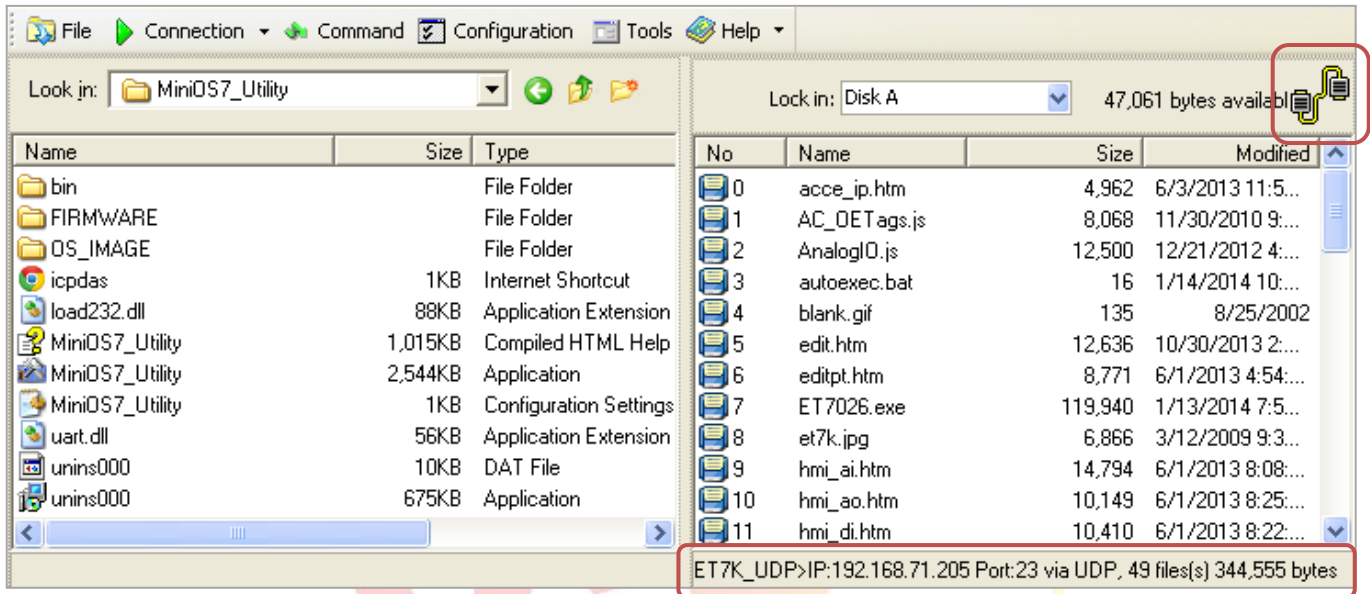 File Connection Command Configuration Tools Help
Look in: MiniOS7_Utility
Lock in: Disk A 47,061 bytes availabl
Name Size Type
bin File Folder
FIRMWARE File Folder
OS_IMAGE File Folder
icpdas 1KB Internet Shortcut
load232.dll 88KB Application Extension
MiniOS7_Utility 1,015KB Compiled HTML Help
MiniOS7_Utility 2,544KB Application
MiniOS7_Utility 1KB Configuration Settings
uart.dll 56KB Application Extension
unins000 10KB DAT File
unins000 675KB Application
No Name Size Modified
0 acce_ip.htm 4,962 6/3/2013 11:5...
1 AC_OETags.js 8,068 11/30/2010 9:...
2 AnalogIO.js 12,500 12/21/2012 4:...
3 autoexec.bat 16 1/14/2014 10:...
4 blank.gif 135 8/25/2002
5 edit.htm 12,636 10/30/2013 2:...
6 editpt.htm 8,771 6/1/2013 4:54:...
7 ET7026.exe 119,940 1/13/2014 7:5...
8 et7k.jpg 6,866 3/12/2009 9:3...
9 hmi_ai.htm 14,794 6/1/2013 8:08:...
10 hmi_ao.htm 10,149 6/1/2013 8:25:...
11 hmi_di.htm 10,410 6/1/2013 8:22:...
ET7K_UDP>IP:192.168.71.205 Port:23 via UDP, 49 files(s) 344,555 bytes